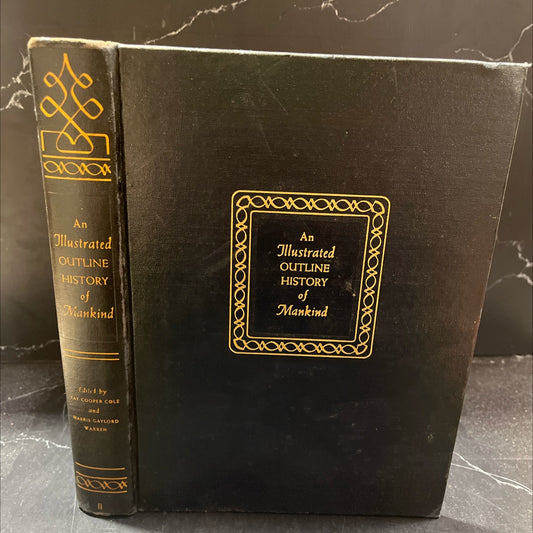 An
Illustrated
OUTLINE
HISTORY
of
Mankind
Edited by
FAY COOPER COLE
and
HARRIS GAYLORD
WARREN
II
An
Illustrated
OUTLINE
HISTORY
of
Mankind